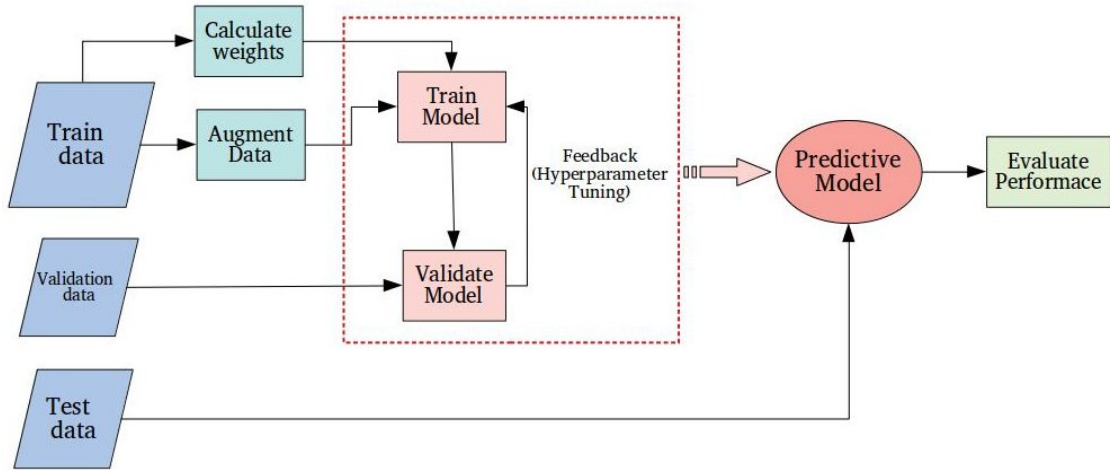 Calculate
weights
Train
data
Augment
Data
Train
Model
Feedback
(Hyperparameter
Tuning)
Predictive
Model
Evaluate
Performace
Validation
data
Validate
Model
Test
data